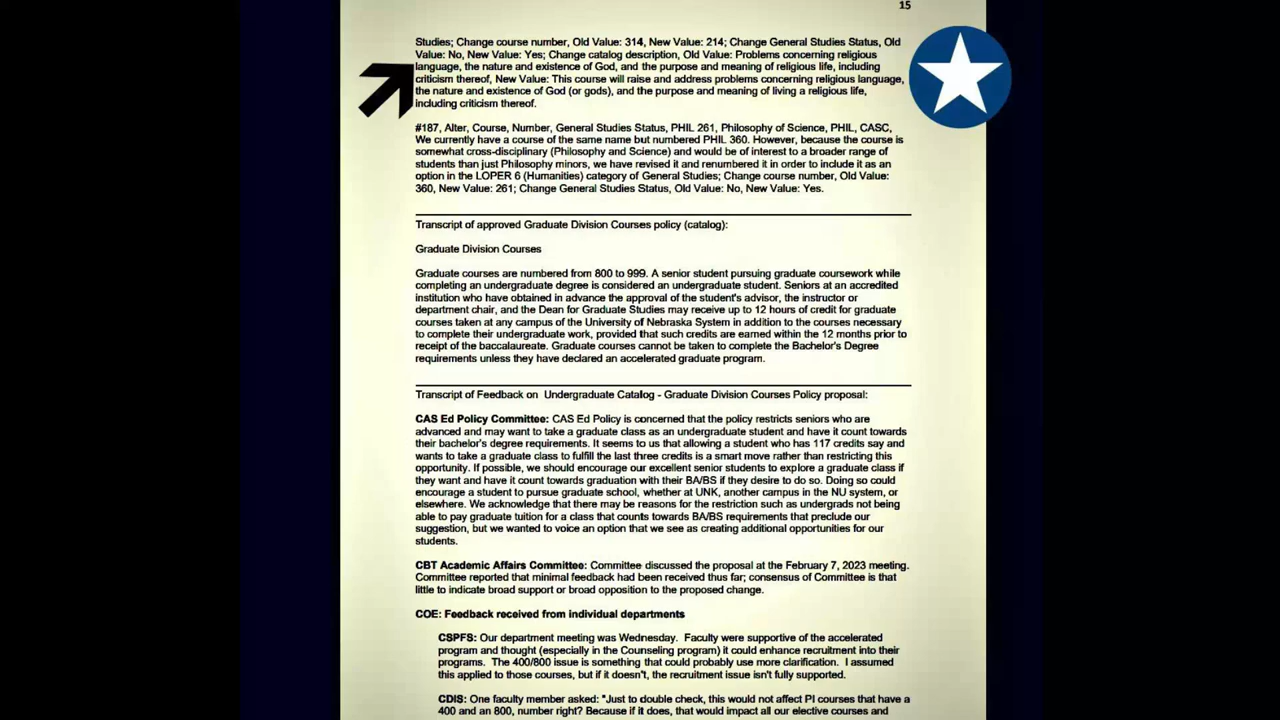 15
Studies; Change course number, Old Value: 314, New Value: 214; Change General Studies Status, Old
Value: No, New Value: Yes; Change catalog description, Old Value: Problems concerning religious
language, the nature and existence of God, and the purpose and meaning of religious life, including
criticism thereof, New Value: This course will raise and address problems concerning religious language,
the nature and existence of God (or gods), and the purpose and meaning of living a religious life,
including criticism thereof.
#187, Alter, Course, Number, General Studies Status, PHIL 261, Philosophy of Science, PHIL, CASC,
We currently have a course of the same name but numbered PHIL 360. However, because the course is
somewhat cross-disciplinary (Philosophy and Science) and would be of interest to a broader range of
students than just Philosophy minors, we have revised it and renumbered it in order to include it as an
option in the LOPER 6 (Humanities) category of General Studies; Change course number, Old Value:
360, New Value: 261; Change General Studies Status, Old Value: No, New Value: Yes.
Transcript of approved Graduate Division Courses policy (catalog):
Graduate Division Courses
Graduate courses are numbered from 800 to 999. A senior student pursuing graduate coursework while
completing an undergraduate degree is considered an undergraduate student. Seniors at an accredited
institution who have obtained in advance the approval of the student's advisor, the instructor or
department chair, and the Dean for Graduate Studies may receive up to 12 hours of credit for graduate
courses taken at any campus of the University of Nebraska System in addition to the courses necessary
to complete their undergraduate work, provided that such credits are earned within the 12 months prior to
receipt of the baccalaureate. Graduate courses cannot be taken to complete the Bachelor's Degree
requirements unless they have declared an accelerated graduate program.
Transcript of Feedback on Undergraduate Catalog - Graduate Division Courses Policy proposal:
CAS Ed Policy Committee: CAS Ed Policy is concerned that the policy restricts seniors who are
advanced and may want to take a graduate class as an undergraduate student and have it count towards
their bachelor's degree requirements. It seems to us that allowing a student who has 117 credits say and
wants to take a graduate class to fulfill the last three credits is a smart move rather than restricting this
opportunity. If possible, we should encourage our excellent senior students to explore a graduate class if
they want and have it count towards graduation with their BA/BS if they desire to do so. Doing so could
encourage a student to pursue graduate school, whether at UNK, another campus in the NU system, or
elsewhere. We acknowledge that there may be reasons for the restriction such as undergrads not being
able to pay graduate tuition for a class that counts towards BA/BS requirements that preclude our
suggestion, but we wanted to voice an option that we see as creating additional opportunities for our
students.
CBT Academic Affairs Committee: Committee discussed the proposal at the February 7, 2023 meeting.
Committee reported that minimal feedback had been received thus far; consensus of Committee is that
little to indicate broad support or broad opposition to the proposed change.
COE: Feedback received from individual departments
CSPFS: Our department meeting was Wednesday. Faculty were supportive of the accelerated
program and thought (especially in the Counseling program) it could enhance recruitment into their
programs. The 400/800 issue is something that could probably use more clarification. I assumed
this applied to those courses, but if it doesn't, the recruitment issue isn't fully supported.
CDIS: One faculty member asked: "Just to double check, this would not affect PI courses that have a
400 and an 800, number right? Because if it does, that would impact all our elective courses and